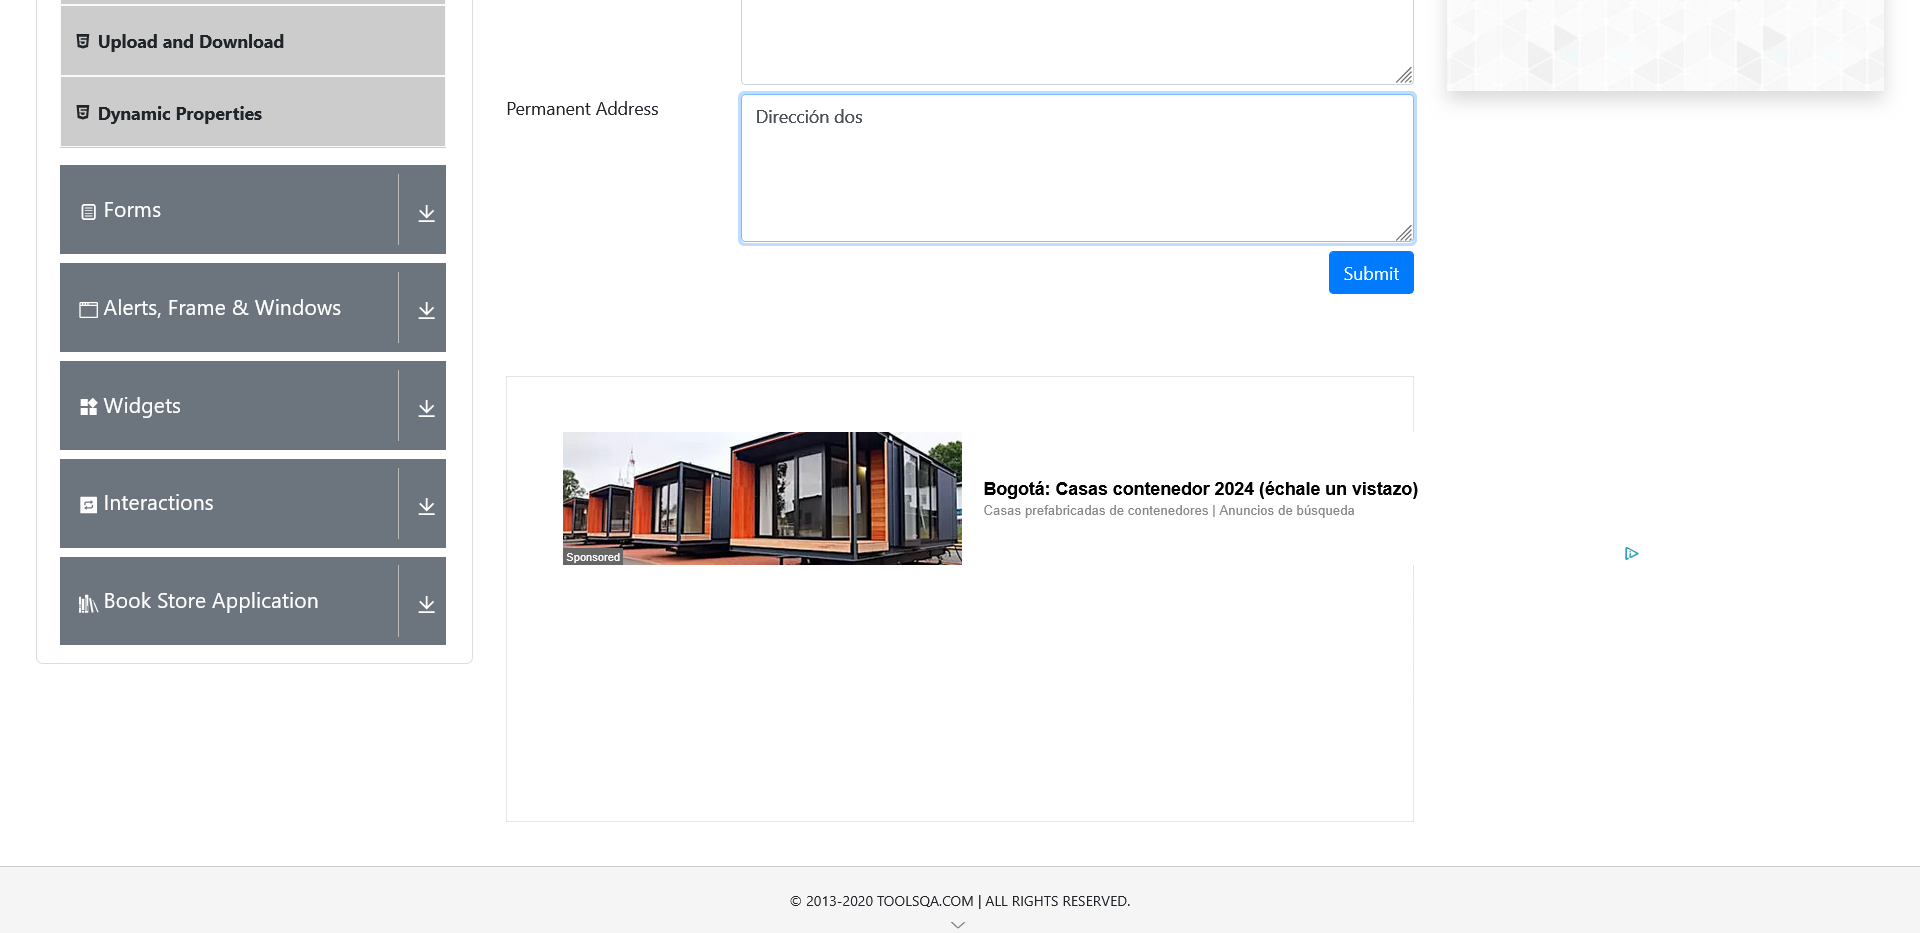 Upload and Download
Dynamic Properties
Forms
Alerts, Frame & Windows
Widgets
Interactions
Book Store Application
Permanent Address
Dirección dos
Submit
Sponsored
Bogotá: Casas contenedor 2024 (échale un vistazo)
Casas prefabricadas de contenedores | Anuncios de búsqueda
© 2013-2020 TOOLSQA.COM | ALL RIGHTS RESERVED.